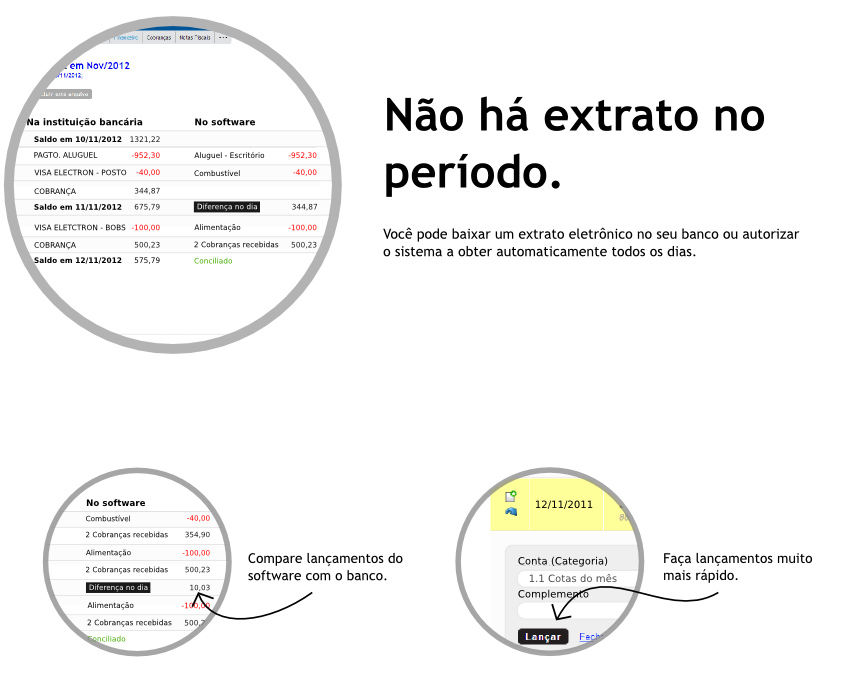 Financeiro Cobranças Notas Fiscais ...
em Nov/2012
/11/2012.
este arquivo
Na instituição bancária No software
Saldo em 10/11/2012 1321,22
PAGTO. ALUGUEL -952,30 Aluguel - Escritório -952,30
VISA ELECTRON - POSTO -40,00 Combustível -40,00
COBRANÇA 344,87
Saldo em 11/11/2012 675,79 Diferença no dia 344,87
VISA ELETCTRON - BOBS -100,00 Alimentação -100,00
COBRANCA 500,23 2 Cobranças recebidas 500,23
Saldo em 12/11/2012 575,79 Conciliado
Não há extrato no
período.
Você pode baixar um extrato eletrônico no seu banco ou autorizar
o sistema a obter automaticamente todos os dias.
No software
Combustível -40,00
2 Cobranças recebidas 354,90
Alimentação -100,00
2 Cobranças recebidas 500,23
Diferença no dia 10,03
Alimentação -100,00
2 Cobranças recebidas 500,
Conciliado
Compare lançamentos do
software com o banco.
12/11/2011
Conta (Categoria)
1.1 Cotas do mês
Complemento
Lançar Fech
Faça lançamentos muito
mais rápido.